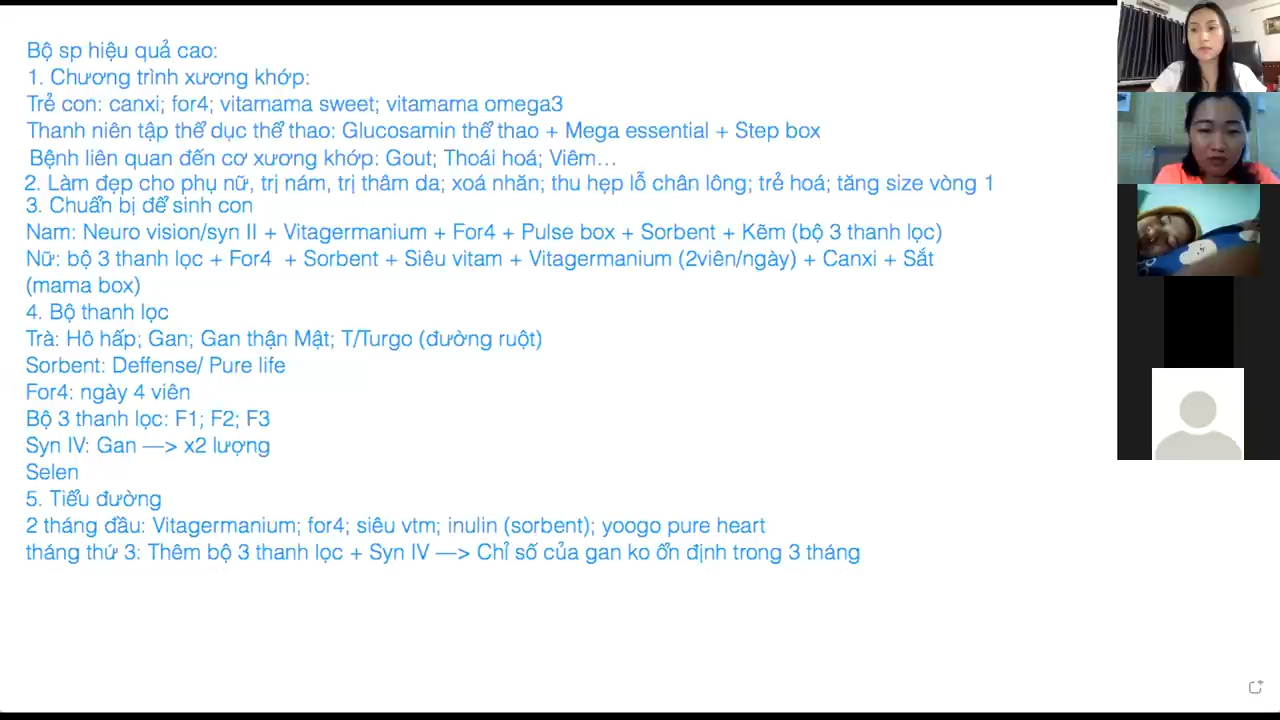 Bộ sp hiệu quả cao:
1. Chương trình xương khớp:
Trẻ con: canxi; for4; vitamama sweet; vitamama omega3
Thanh niên tập thể dục thể thao: Glucosamin thể thao + Mega essential + Step box
Bệnh liên quan đến cơ xương khớp: Gout; Thoái hoá; Viêm...
2. Làm đẹp cho phụ nữ, trị nám, trị thâm da; xoá nhăn; thu hẹp lỗ chân lông; trẻ hoá; tăng size vòng 1
3. Chuẩn bị để sinh con
Nam: Neuro vision/syn II + Vitagermanium + For4 + Pulse box + Sorbent + Kẽm (bộ 3 thanh lọc)
Nữ: bộ 3 thanh lọc + For4 + Sorbent + Siêu vitam + Vitagermanium (2viên/ngày) + Canxi + Sắt
(mama box)
4. Bộ thanh lọc
Trà: Hô hấp; Gan; Gan thận Mật; T/Turgo (đường ruột)
Sorbent: Deffense/ Pure life
For4: ngày 4 viên
Bộ 3 thanh lọc: F1; F2; F3
Syn IV: Gan —> x2 lượng
Selen
5. Tiểu đường
2 tháng đầu: Vitagermanium; for4; siêu vtm; inulin (sorbent); yoogo pure heart
tháng thứ 3: Thêm bộ 3 thanh lọc + Syn IV —> Chỉ số của gan ko ổn định trong 3 tháng